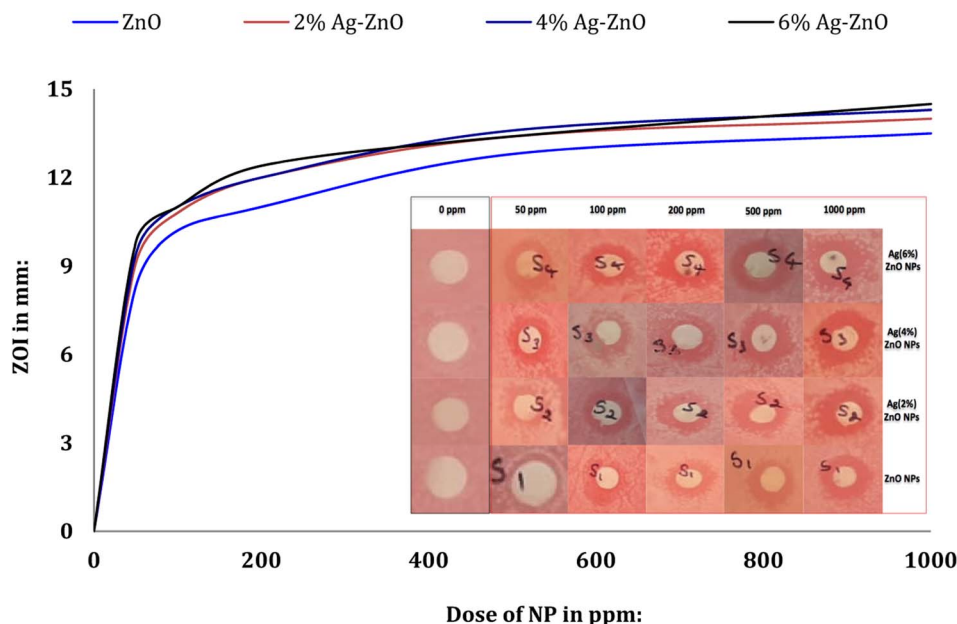 ZnO 2% Ag-ZnO 4% Ag-ZnO 6% Ag-ZnO
15
12
9
6
3
0
ZOI in mm:
0 200 400 600 800 1000
Dose of NP in ppm:
0 ppm 50 ppm 100 ppm 200 ppm 500 ppm 1000 ppm
S4 S4 S4 S4 S4
Ag(6%)
ZnO NPs
S3 S3 S3 S3 S3
Ag(4%)
ZnO NPs
S2 S2 S2 S2 S2
Ag(2%)
ZnO NPs
S1 S1 S1 S1 S1
ZnO NPs